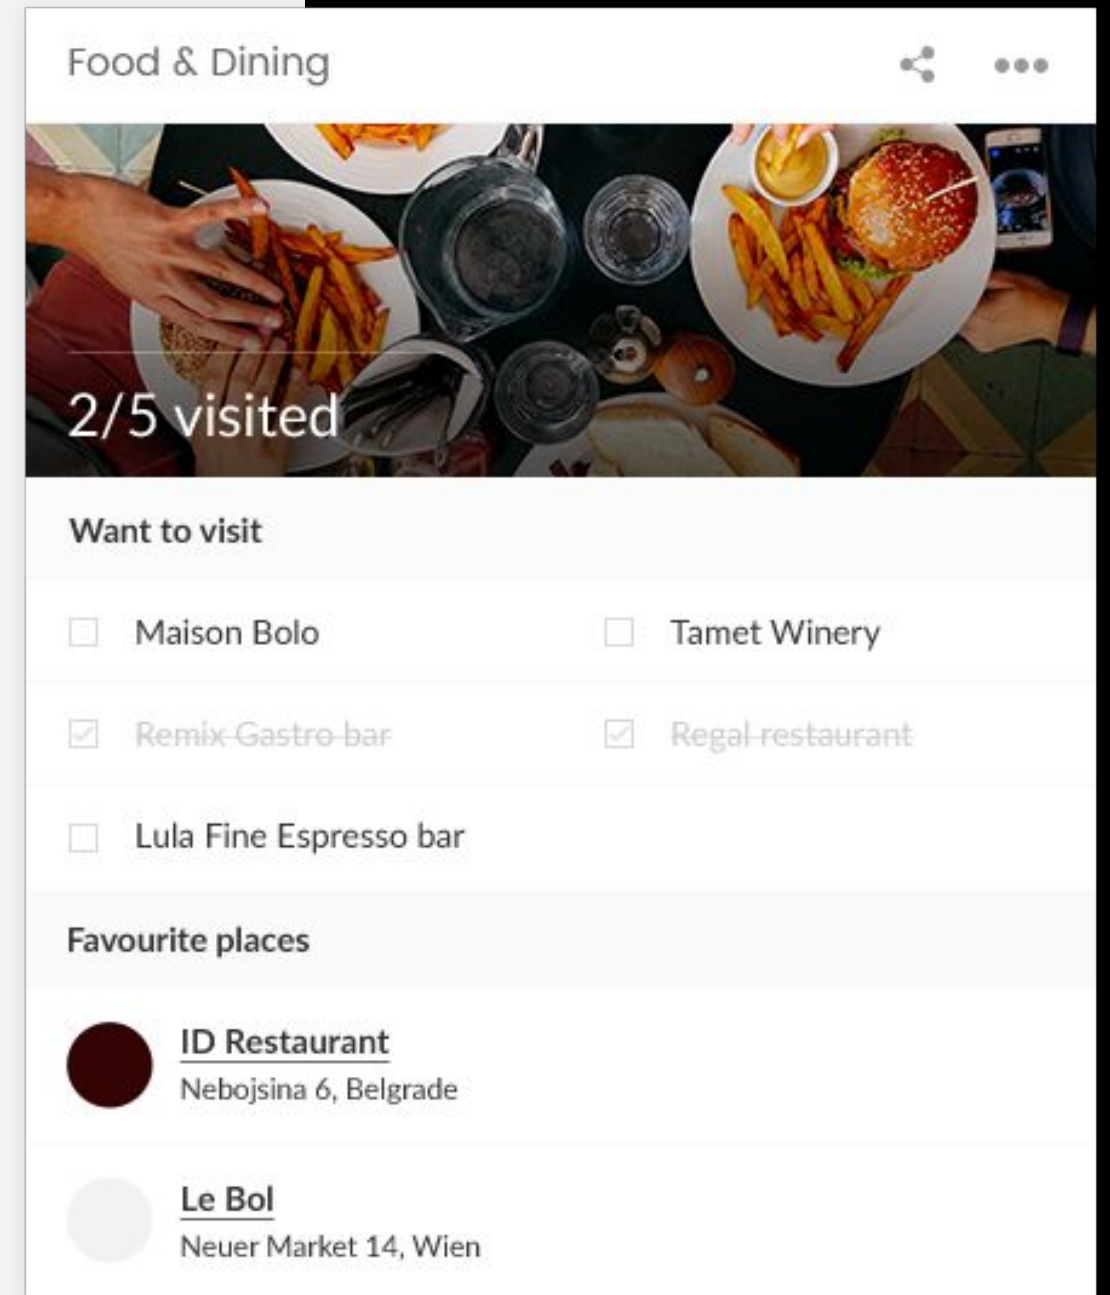 Food & Dining
2/5 visited
Want to visit
Maison Bolo
Tamet Winery
Remix Gastro bar
Regal restaurant
Lula Fine Espresso bar
Favourite places
ID Restaurant
Nebojsina 6, Belgrade
Le Bol
Neuer Market 14, Wien